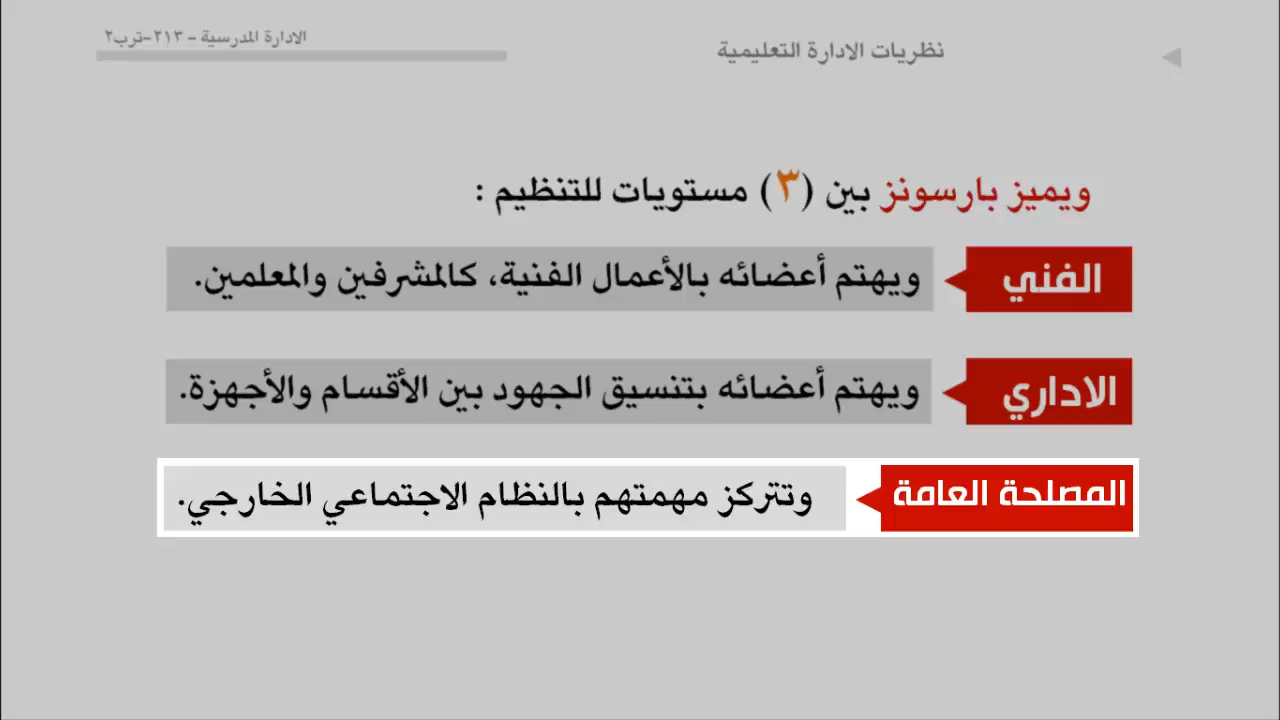 الادارة المدرسية - ٢١٣-ترب٢
نظريات الادارة التعليمية
ويميز بارسونز بين (٣) مستويات للتنظيم :
الفني
ويهتم أعضائه بالأعمال الفنية، كالمشرفين والمعلمين.
الاداري
ويهتم أعضائه بتنسيق الجهود بين الأقسام والأجهزة.
المصلحة العامة
وتتركز مهمتهم بالنظام الاجتماعي الخارجي.